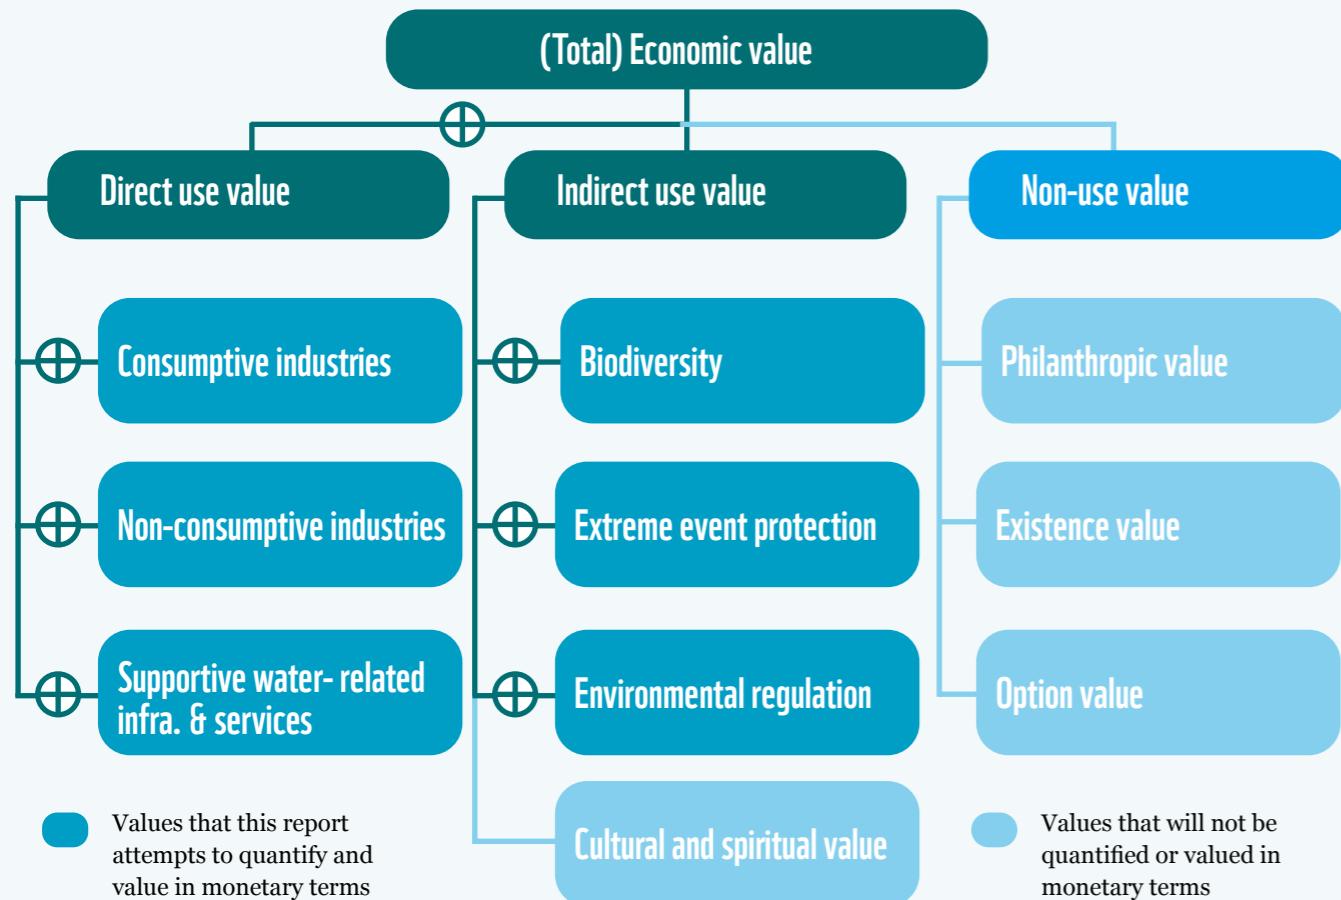 (Total) Economic value
Direct use value
Indirect use value
Non-use value
Consumptive industries
Biodiversity
Philanthropic value
Non-consumptive industries
Extreme event protection
Existence value
Supportive water- related
infra. & services
Environmental regulation
Option value
Cultural and spiritual value
Values that this report
attempts to quantify and
value in monetary terms
Values that will not be
quantified or valued in
monetary terms